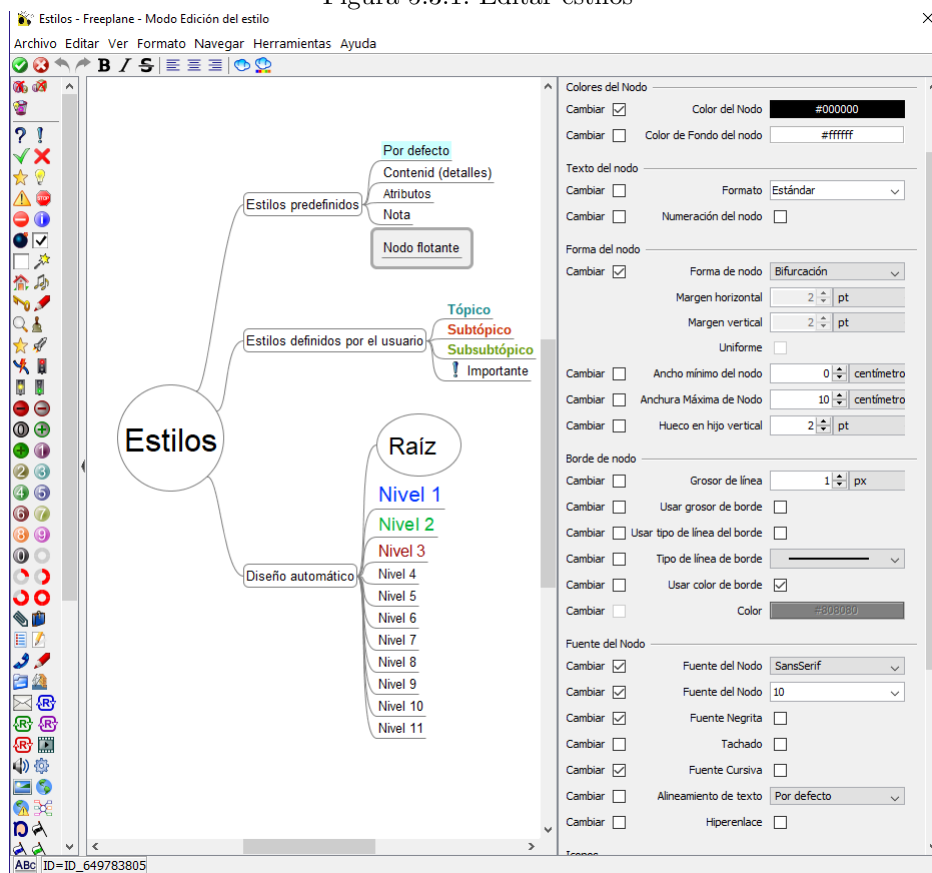 Figura 5.5.1: Editar estilos
Estilos - Freeplane - Modo Edición del estilo
Archivo Editar Ver Formato Navegar Herramientas Ayuda
B I S
Estilos
Estilos predefinidos
Por defecto
Contenid (detalles)
Atributos
Nota
Nodo flotante
Estilos definidos por el usuario
Tópico
Subtópico
Subsubtópico
Importante
Diseño automático
Raíz
Nivel 1
Nivel 2
Nivel 3
Nivel 4
Nivel 5
Nivel 6
Nivel 7
Nivel 8
Nivel 9
Nivel 10
Nivel 11
Colores del Nodo
Cambiar Color del Nodo #000000
Cambiar Color de Fondo del nodo #ffffff
Texto del nodo
Cambiar Formato Estándar
Cambiar Numeración del nodo
Forma del nodo
Cambiar Forma de nodo Bifurcación
Margen horizontal 2 pt
Margen vertical 2 pt
Uniforme
Cambiar Ancho mínimo del nodo 0 centímetro
Cambiar Anchura Máxima de Nodo 10 centímetro
Cambiar Hueco en hijo vertical 2 pt
Borde de nodo
Cambiar Grosor de línea 1 px
Cambiar Usar grosor de borde
Cambiar Usar tipo de línea del borde
Cambiar Tipo de línea de borde
Cambiar Usar color de borde
Cambiar Color #808080
Fuente del Nodo
Cambiar Fuente del Nodo SansSerif
Cambiar Fuente del Nodo 10
Cambiar Fuente Negrita
Cambiar Tachado
Cambiar Fuente Cursiva
Cambiar Alineamiento de texto Por defecto
Cambiar Hiperenlace
ABC ID=ID_649783805